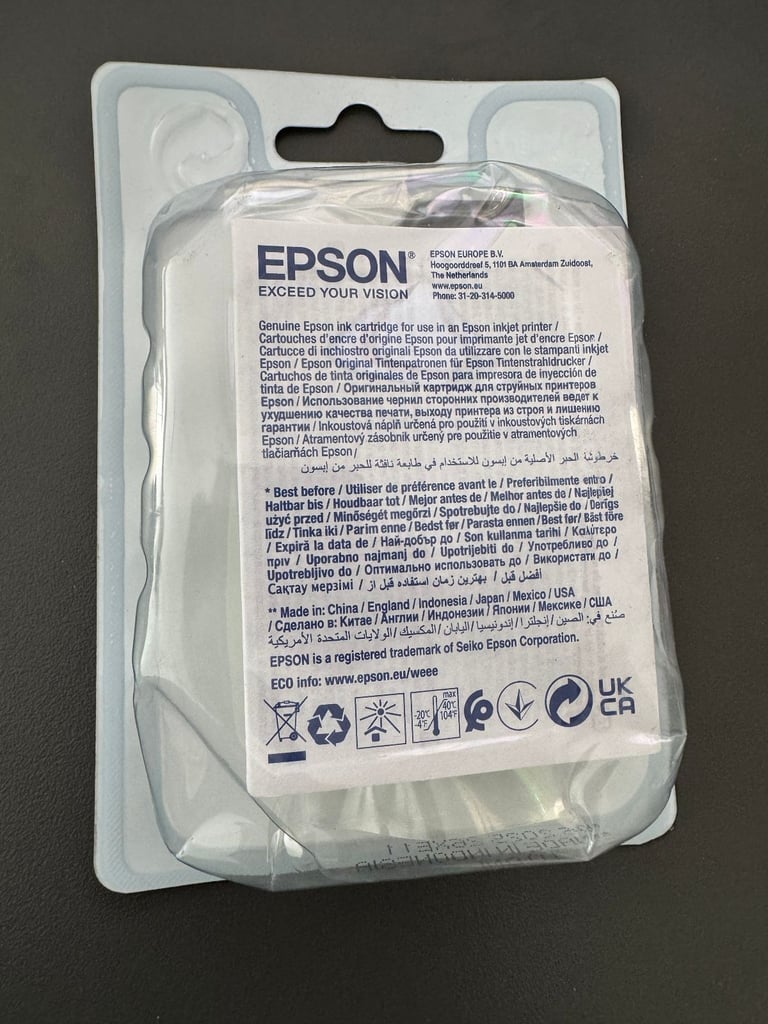 EPSON®
EXCEED YOUR VISION
EPSON EUROPE B.V.
Hoogoorddreef 5, 1101 BA Amsterdam Zuidoost,
The Netherlands
www.epson.eu
Phone: 31-20-314-5000
Genuine Epson ink cartridge for use in an Epson inkjet printer /
Cartouches d'encre d'origine Epson pour imprimante jet d'encre Epson /
Cartucce di inchiostro originali Epson da utilizzare con le stampanti inkjet
Epson / Epson Original Tintenpatronen für Epson Tintenstrahldrucker /
Cartuchos de tinta originales de Epson para impresora de inyección de
tinta de Epson / Оригинальный картридж для струйных принтеров
Epson / Использование чернил сторонних производителей ведет к
ухудшению качества печати, выходу принтера из строя и лишению
гарантии / Inkoustová náplň určená pro použití v inkoustových tiskárnách
Epson / Atramentový zásobník určený pre použitie v atramentových
tlačiarňach Epson /
خرطوشة الحبر الأصلية من إبسون للاستخدام في طابعة نافثة للحبر من إبسون
* Best before / Utiliser de préférence avant le / Preferibilmente entro /
Haltbar bis / Houdbaar tot / Mejor antes de / Melhor antes de / Najlepiej
użyć przed / Minőségét megőrzi / Spotrebujte do / Najlepšie do / Derīgs
līdz / Tinka iki / Parim enne / Bedst før / Parasta ennen / Best før / Bäst före
/ Expiră la data de / Най-добър до / Son kullanma tarihi / Καλύτερο
πριν / Uporabno najmanj do / Upotrijebiti do / Употребљиво до /
Upotrebljivo do / Оптимально использовать до / Використати до /
Сақтау мерзімі / أفضل قبل / بهترین زمان استفاده قبل از
** Made in: China / England / Indonesia / Japan / Mexico / USA
/ Сделано в: Китае / Англии / Индонезии / Японии / Мексике / США
صُنع في: الصين / إنجلترا / إندونيسيا / اليابان / المكسيك / الولايات المتحدة الأمريكية
EPSON is a registered trademark of Seiko Epson Corporation.
ECO info: www.epson.eu/weee
-20°C
-4°F
max
40°C
104°F
UK
CA
MADE IN INDONESIA